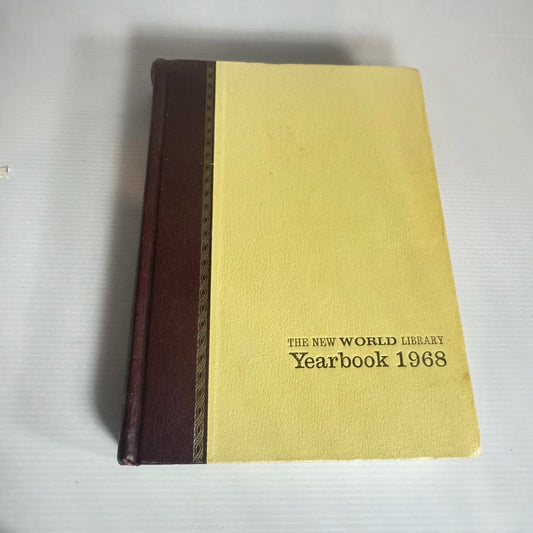 THE NEW WORLD LIBRARY
Yearbook 1968